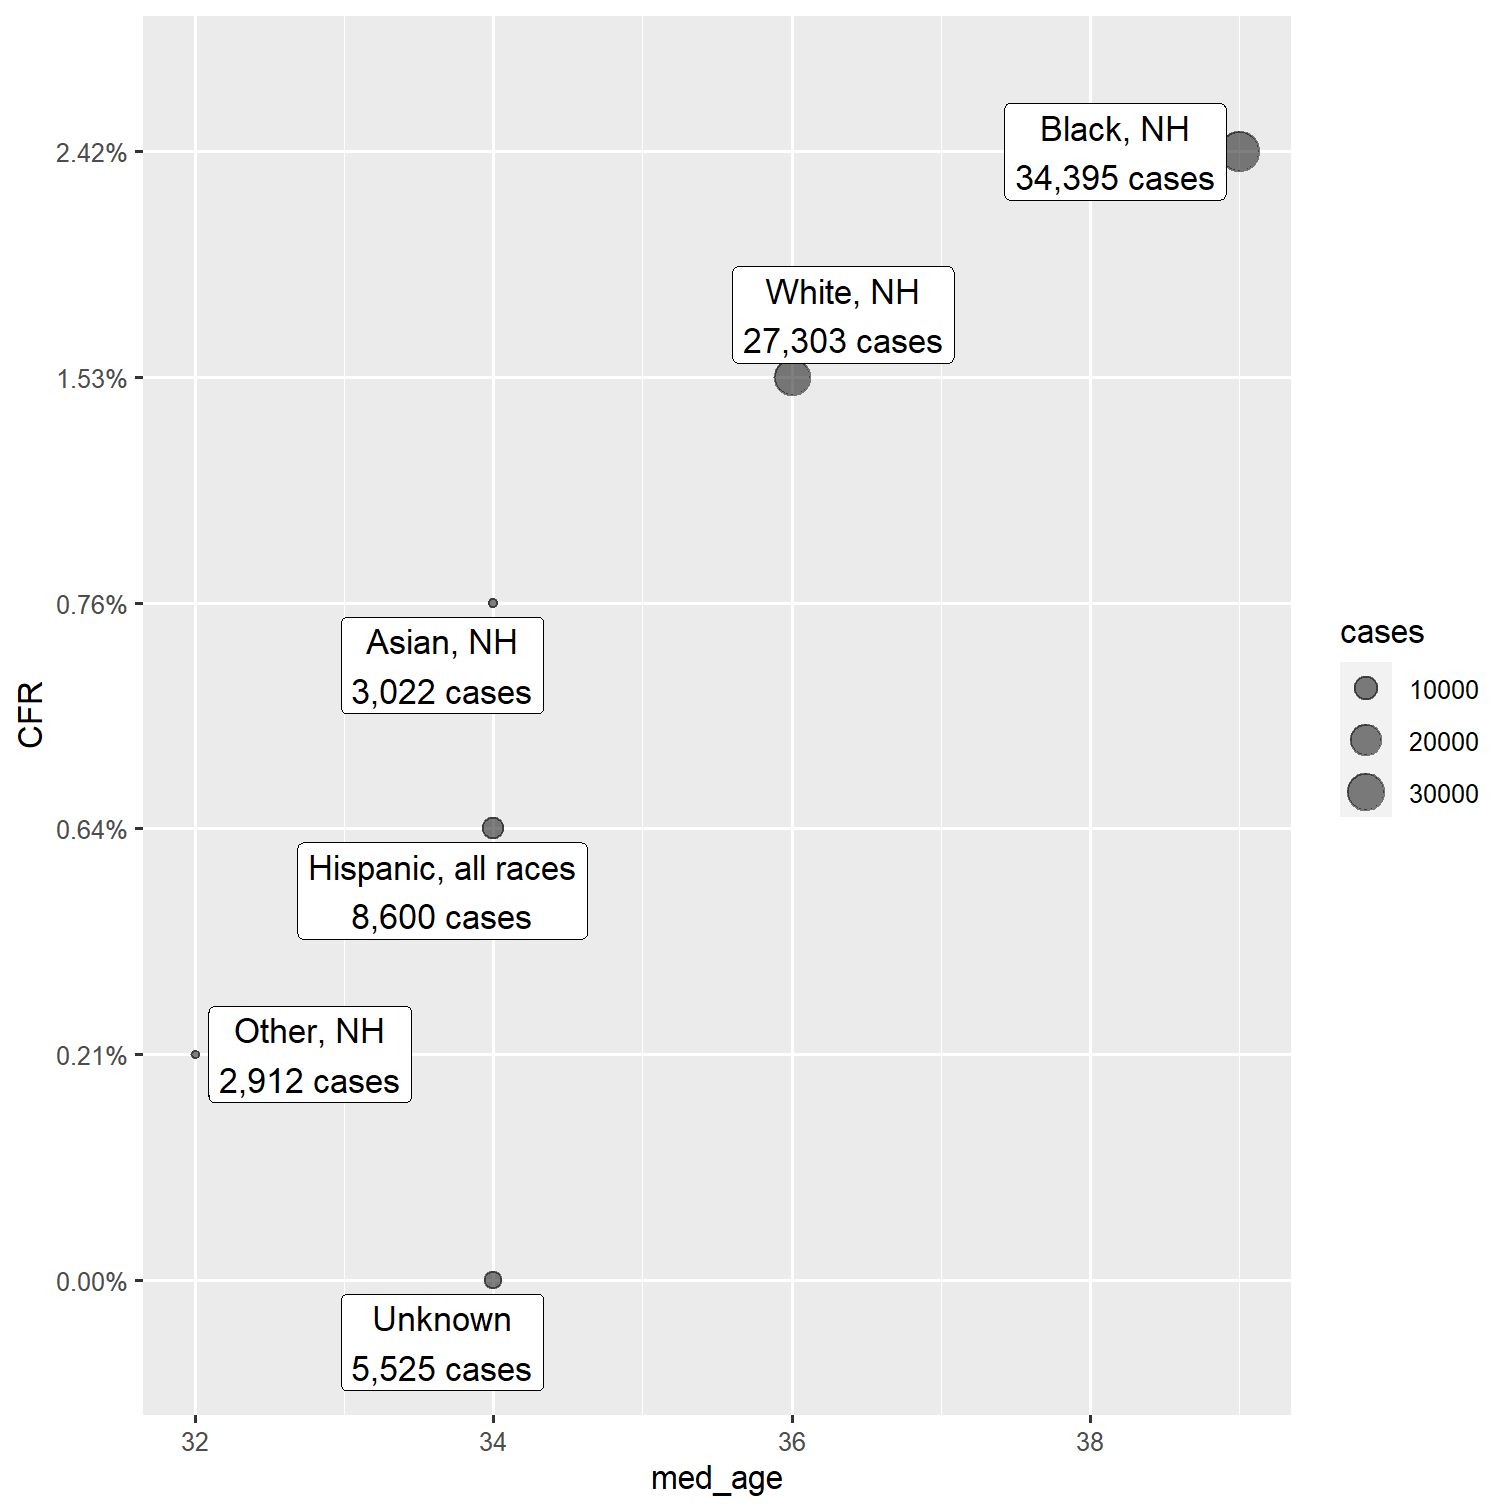 2.42%
1.53%
0.76%
0.64%
0.21%
0.00%
CFR
Black, NH
34,395 cases
White, NH
27,303 cases
Asian, NH
3,022 cases
Hispanic, all races
8,600 cases
Other, NH
2,912 cases
Unknown
5,525 cases
32
34
36
38
med_age
cases
10000
20000
30000